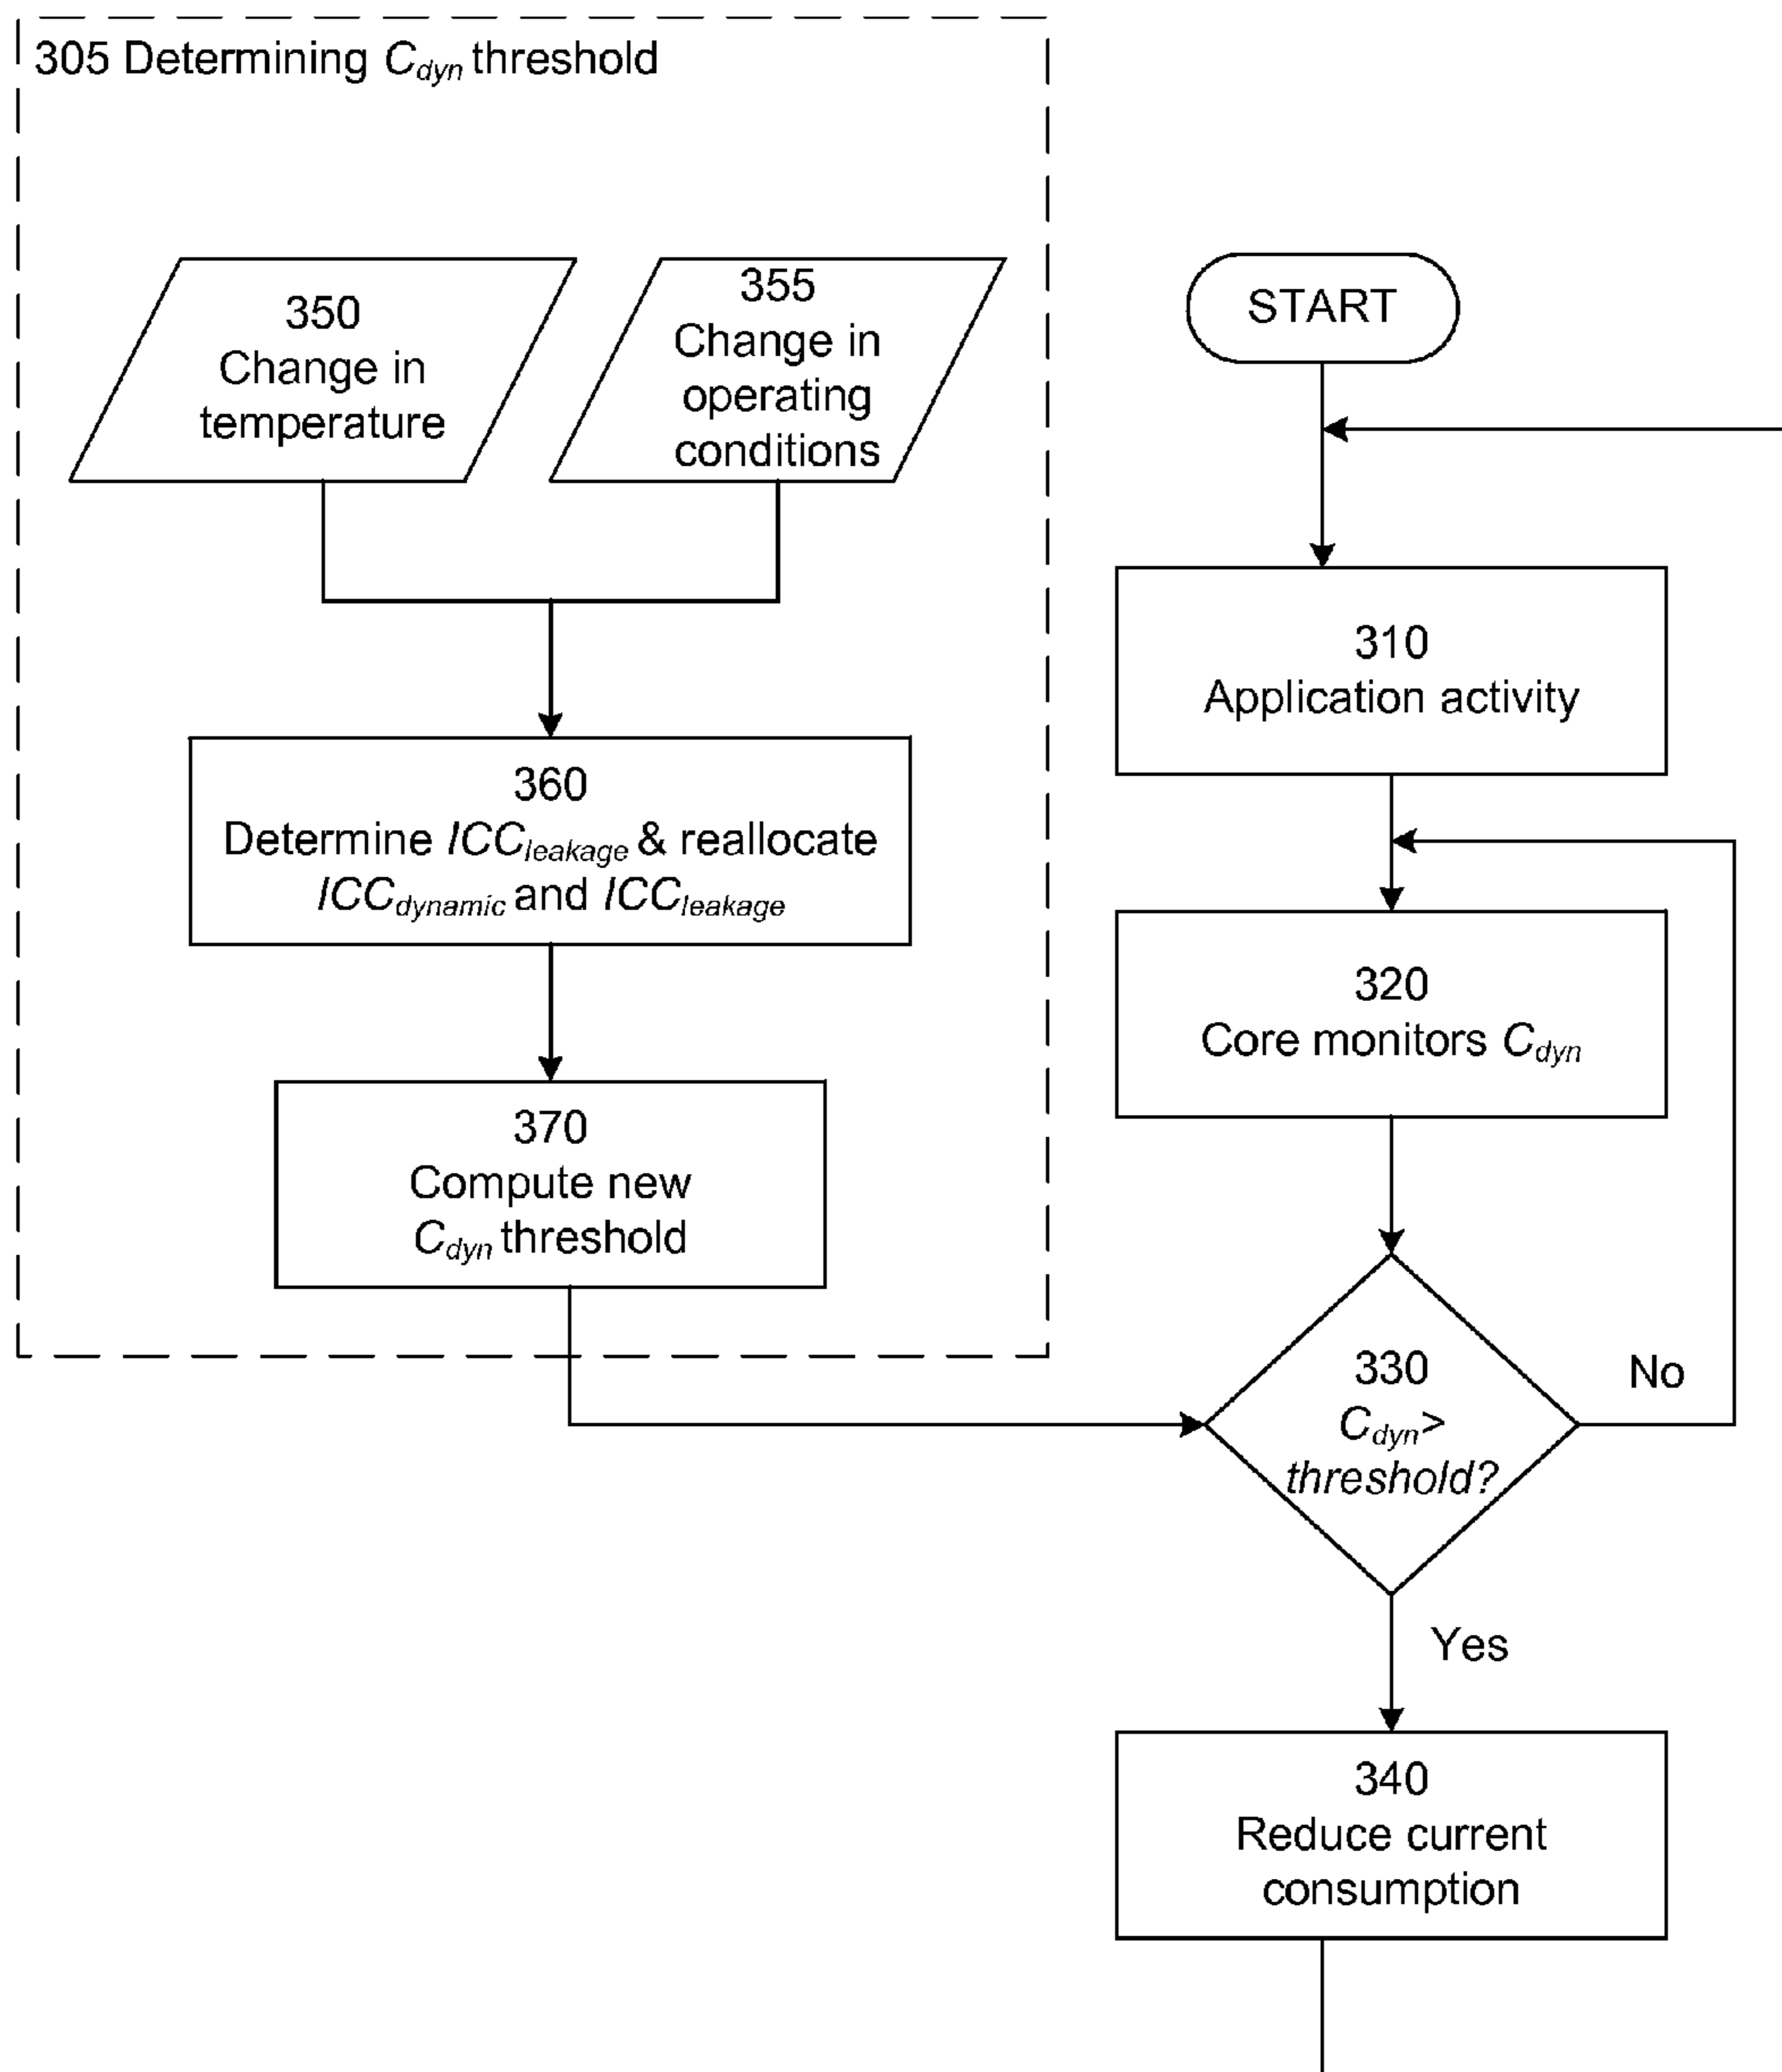 305 Determining Cdyn threshold
350
Change in
temperature
355
Change in
operating
conditions
360
Determine ICCleakage & reallocate
ICCdynamic and ICCleakage
370
Compute new
Cdyn threshold
START
310
Application activity
320
Core monitors Cdyn
330
Cdyn>
threshold?
No
Yes
340
Reduce current
consumption